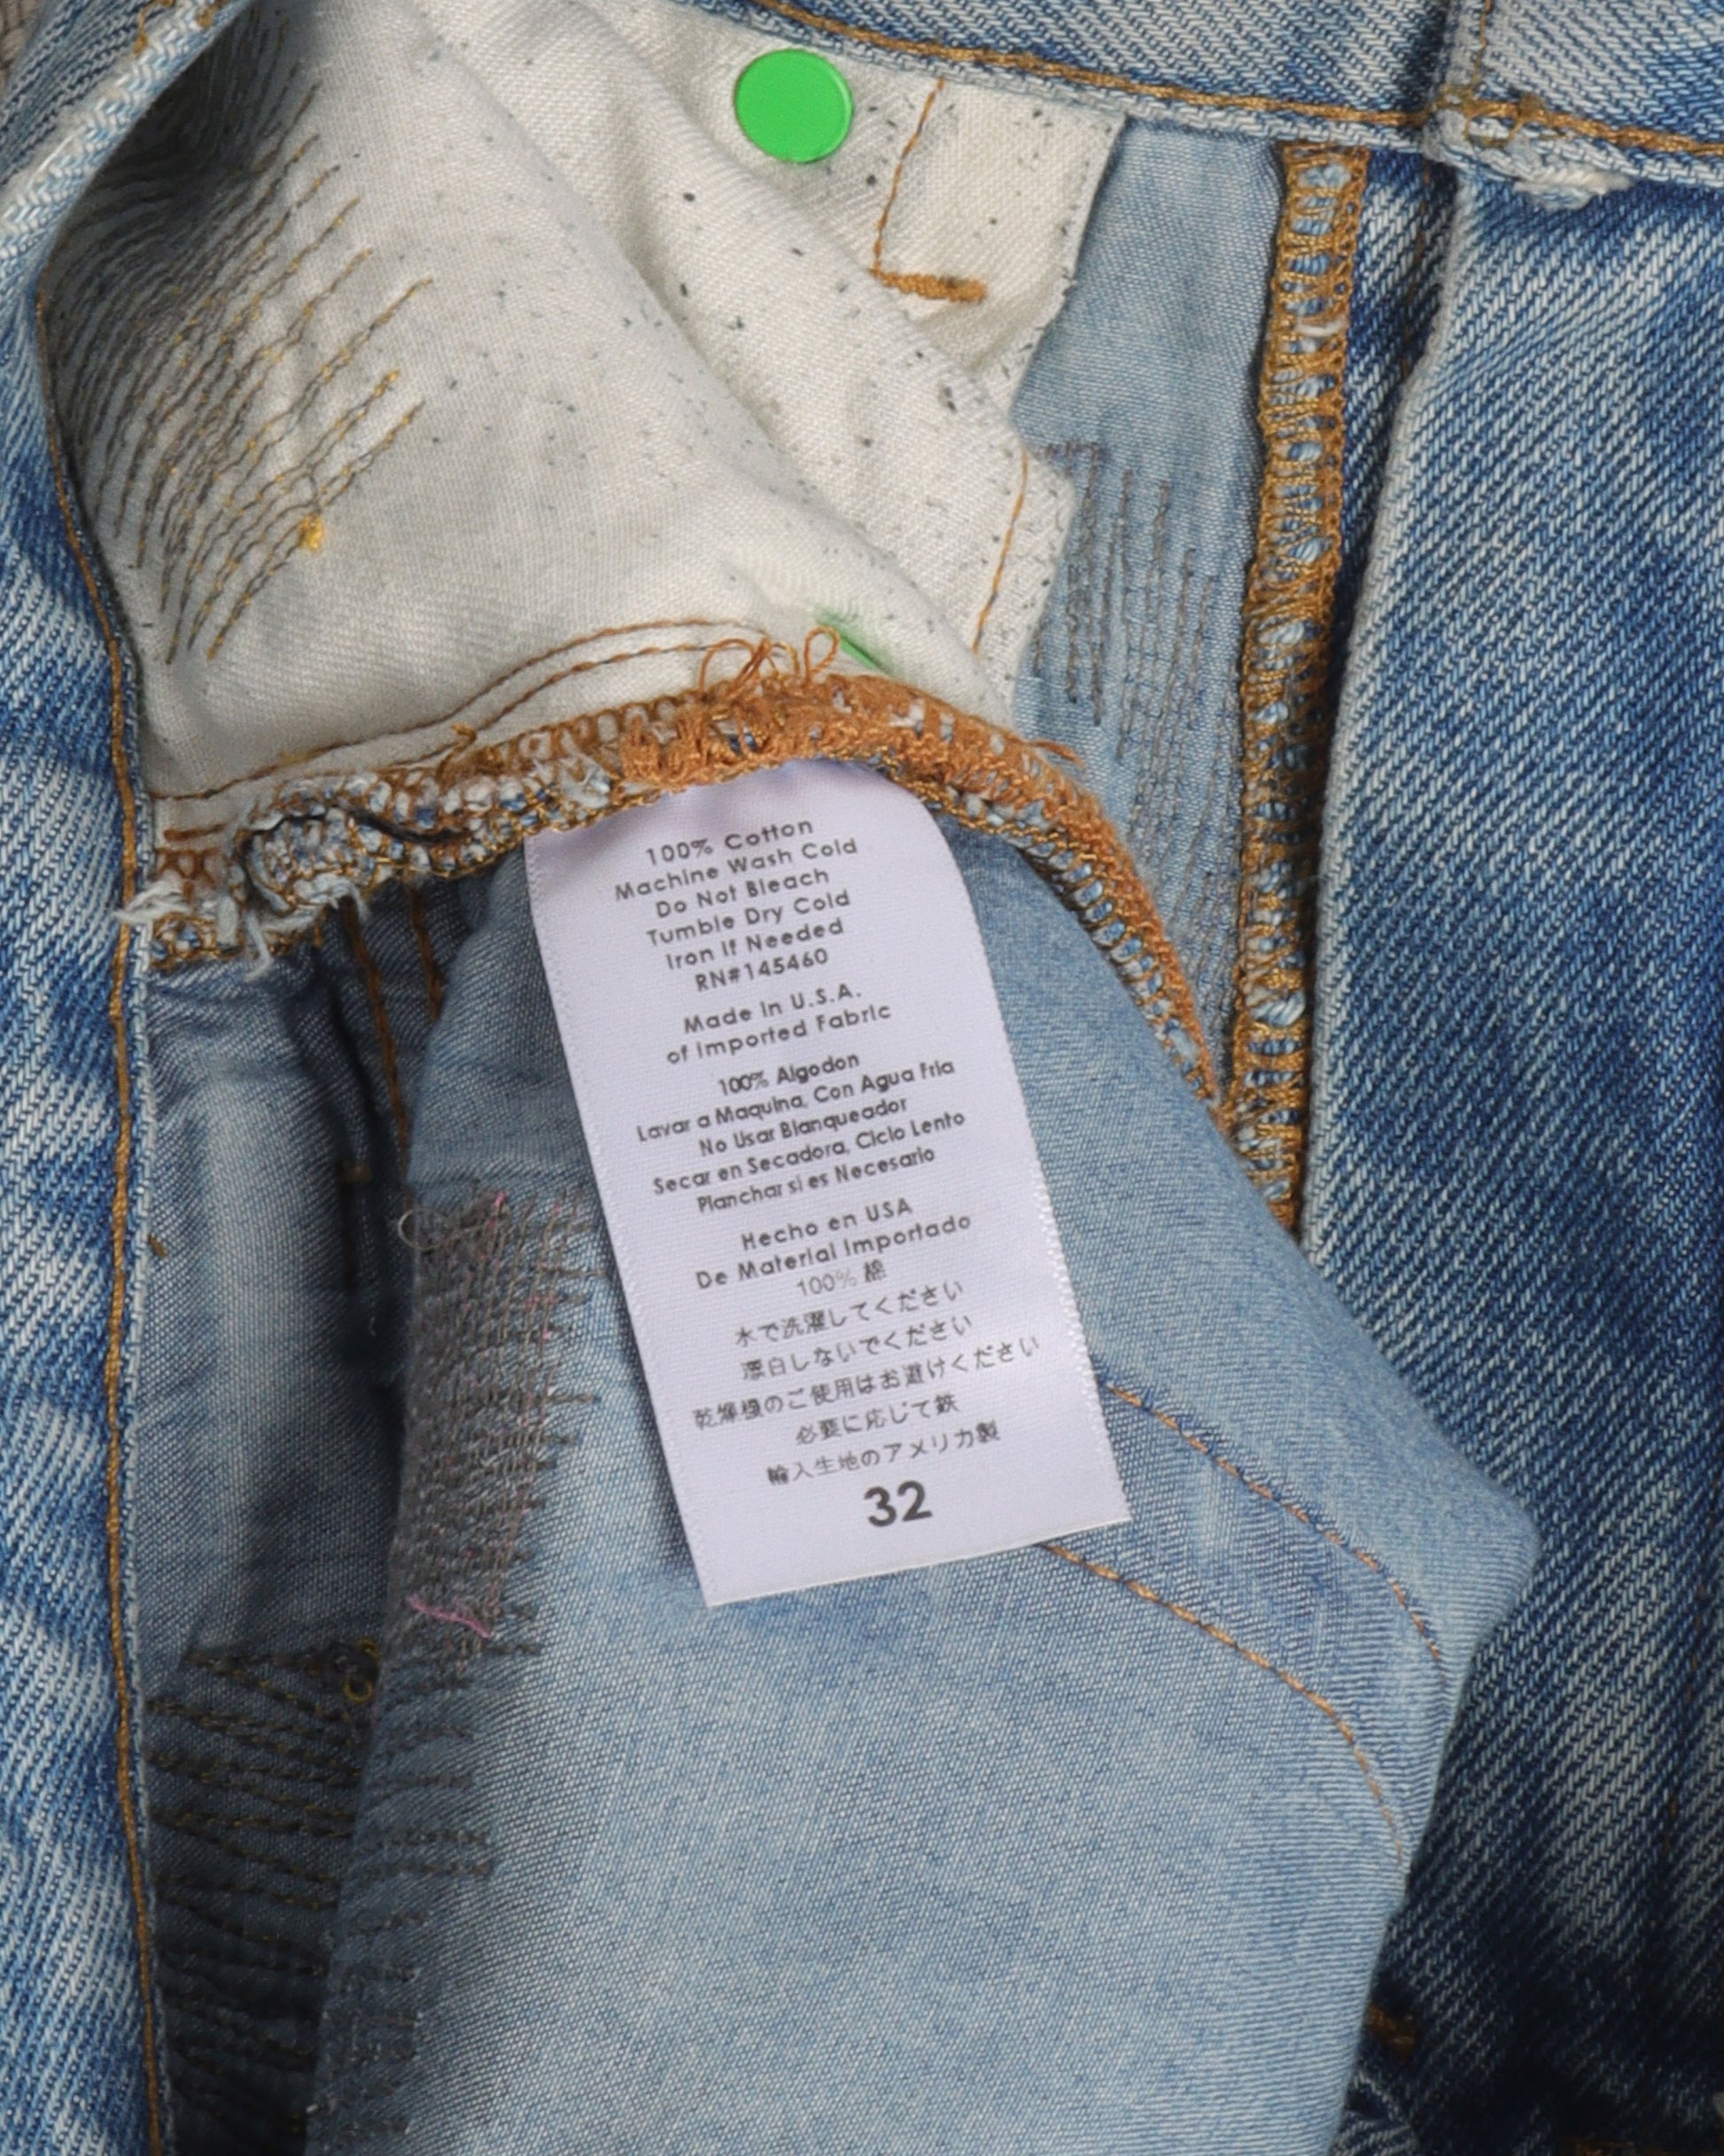 100% Cotton
Machine Wash Cold
Do Not Bleach
Tumble Dry Cold
Iron If Needed
RN#145460
Made In U.S.A.
of Imported Fabric
100% Algodon
Lavar a Maquina, Con Agua Fria
No Usar Blanqueador
Secar en Secadora, Ciclo Lento
Planchar si es Necesario
Hecho en USA
De Material Importado
100% 棉
水で洗濯してください
漂白しないでください
乾燥機のご使用はお避けください
必要に応じて鉄
輸入生地のアメリカ製
32